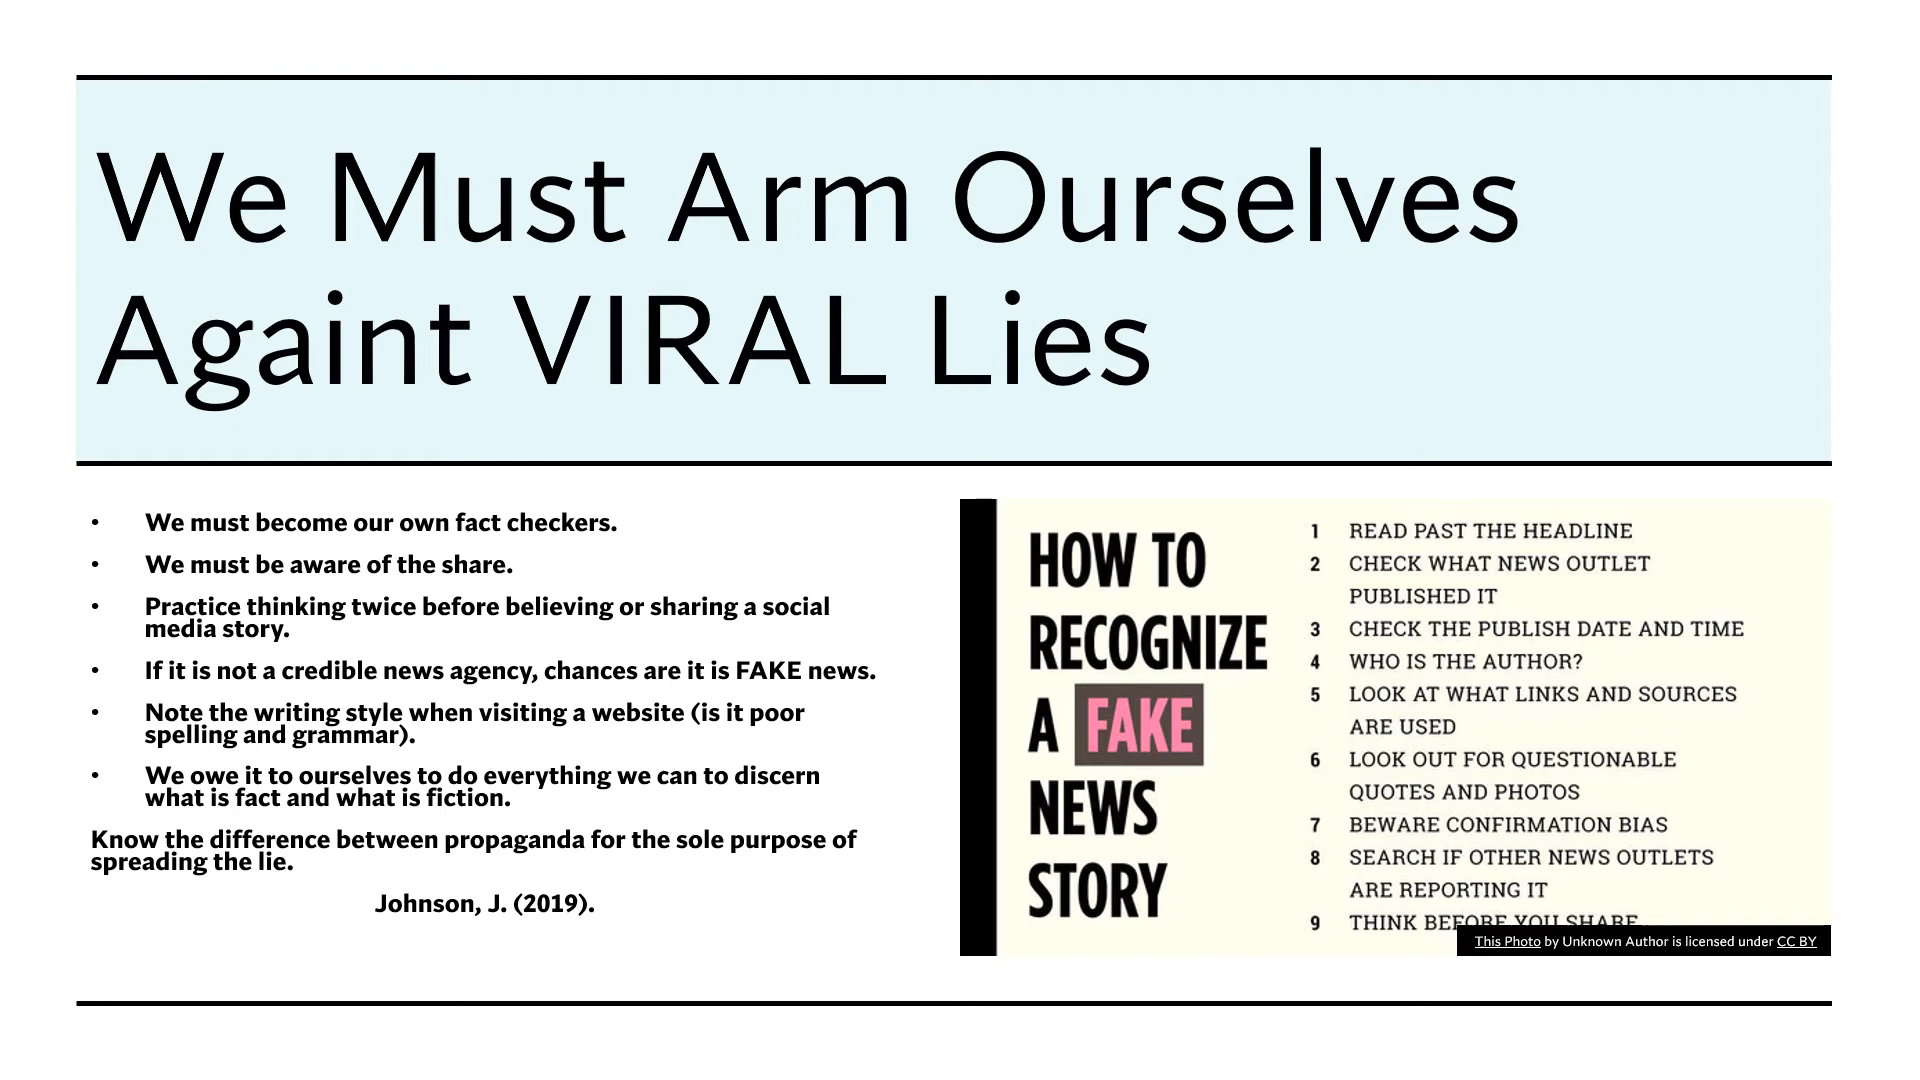 We Must Arm Ourselves
Againt VIRAL Lies
• We must become our own fact checkers.
• We must be aware of the share.
• Practice thinking twice before believing or sharing a social
media story.
• If it is not a credible news agency, chances are it is FAKE news.
• Note the writing style when visiting a website (is it poor
spelling and grammar).
• We owe it to ourselves to do everything we can to discern
what is fact and what is fiction.
Know the difference between propaganda for the sole purpose of
spreading the lie.
Johnson, J. (2019).
HOW TO
RECOGNIZE
A FAKE
NEWS
STORY
1 READ PAST THE HEADLINE
2 CHECK WHAT NEWS OUTLET
PUBLISHED IT
3 CHECK THE PUBLISH DATE AND TIME
4 WHO IS THE AUTHOR?
5 LOOK AT WHAT LINKS AND SOURCES
ARE USED
6 LOOK OUT FOR QUESTIONABLE
QUOTES AND PHOTOS
7 BEWARE CONFIRMATION BIAS
8 SEARCH IF OTHER NEWS OUTLETS
ARE REPORTING IT
9 THINK BEFORE YOU SHARE
This Photo by Unknown Author is licensed under CC BY